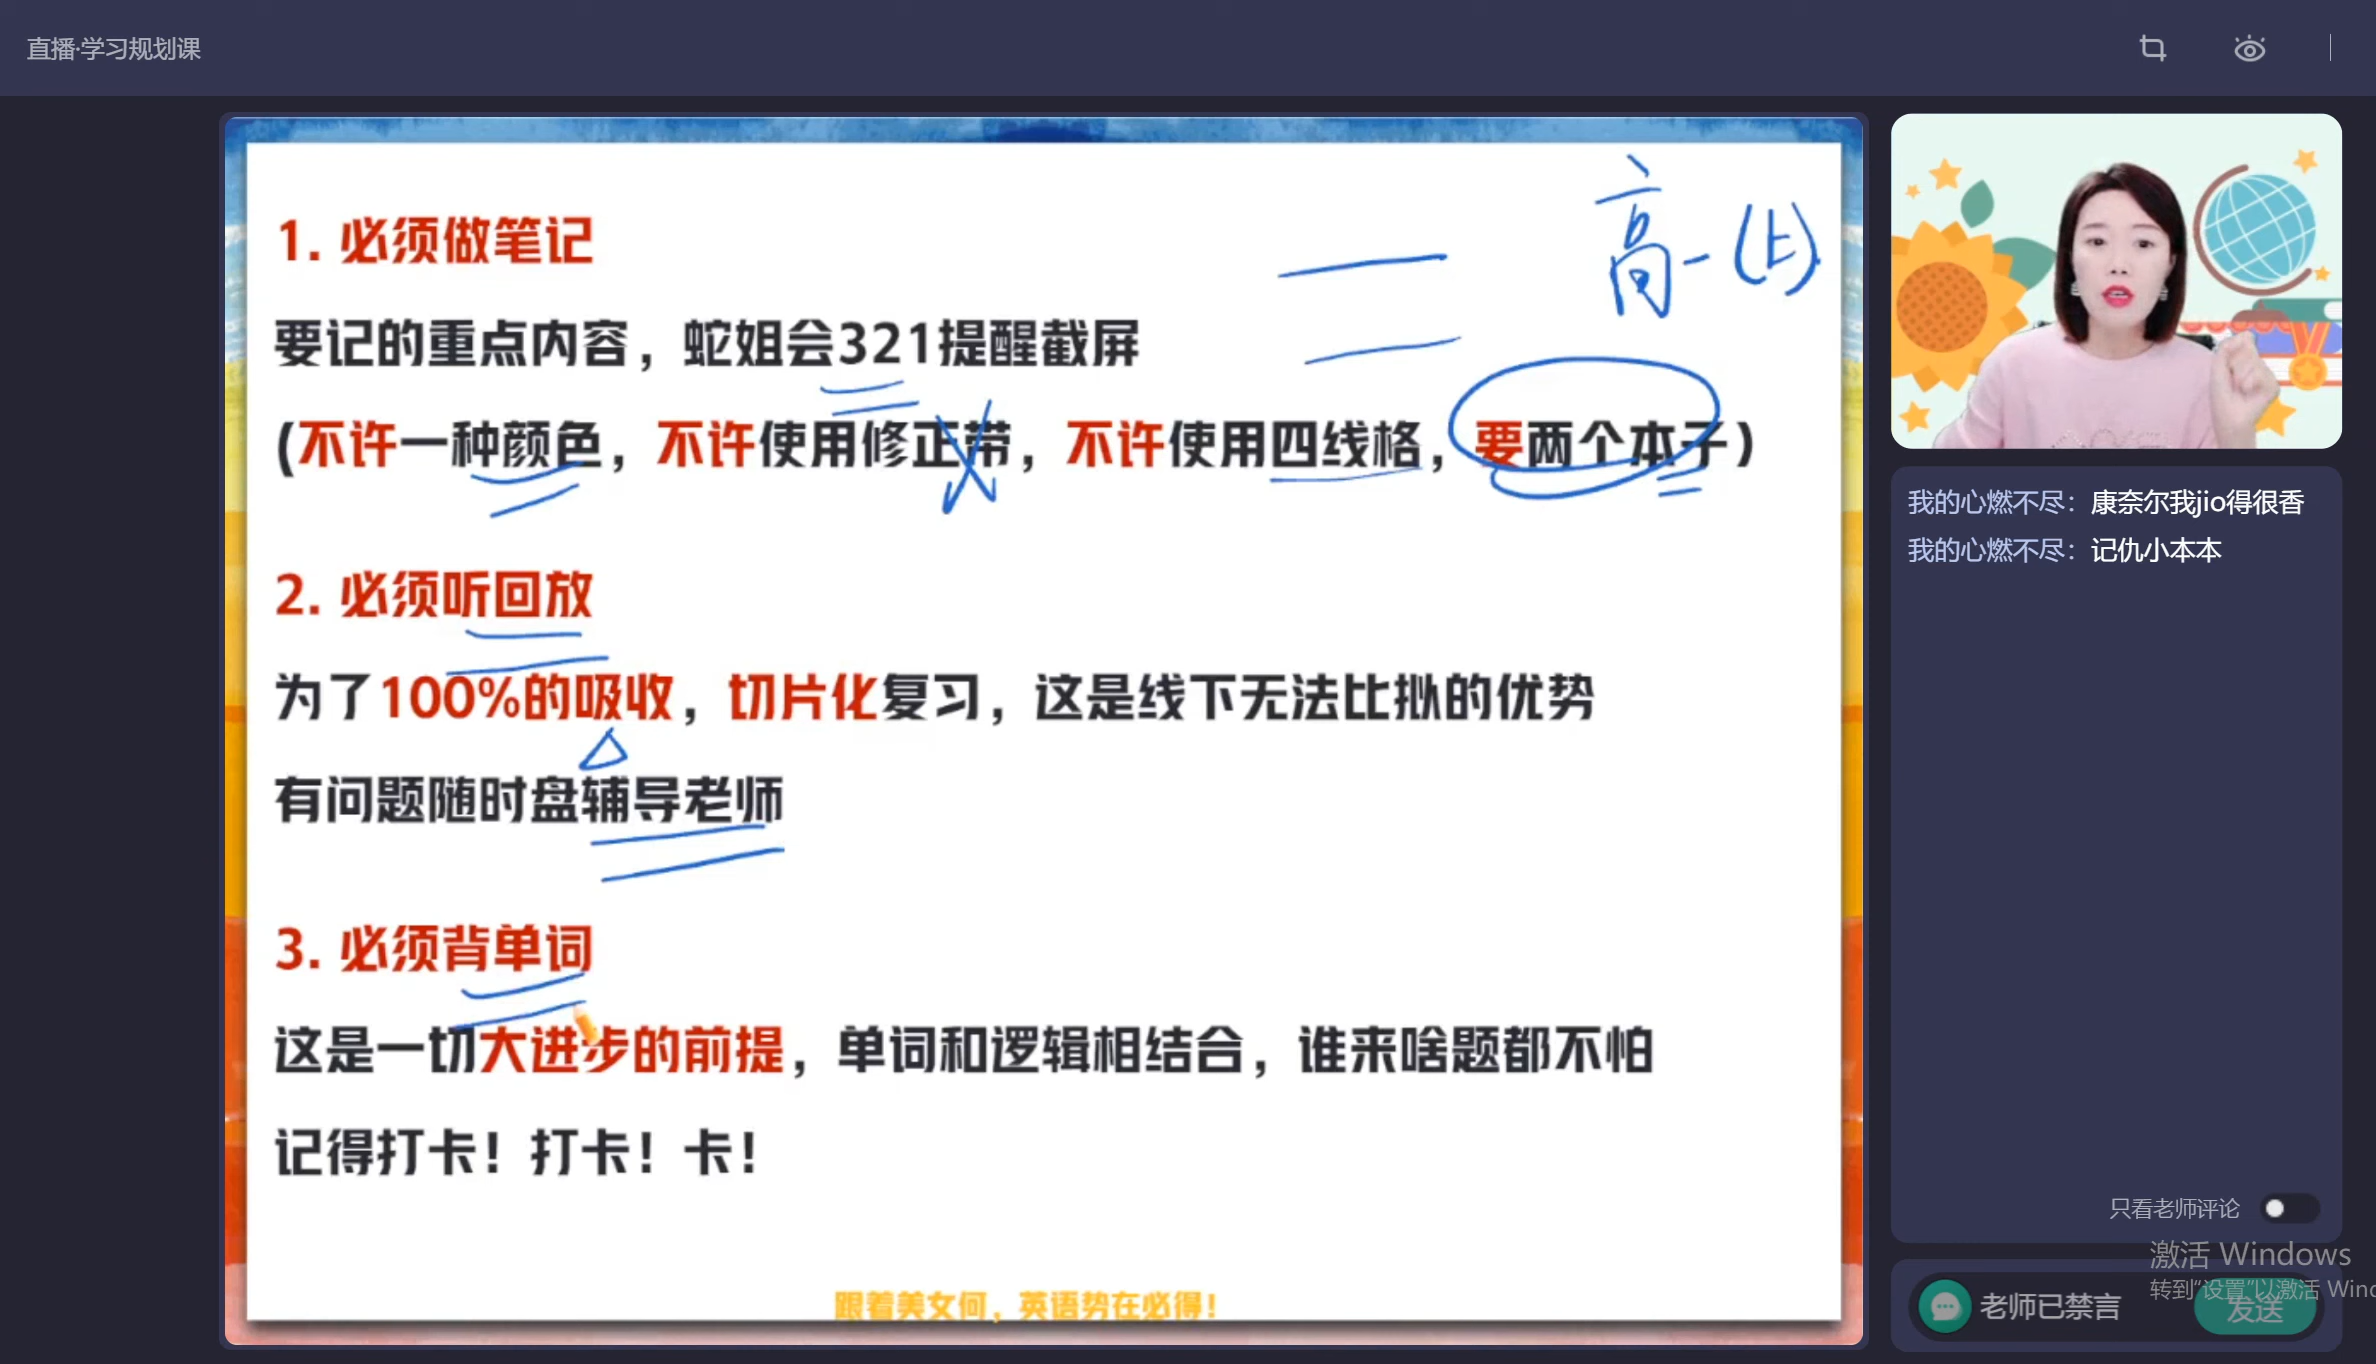 直播·学习规划课
高
高一(上)
1. 必须做笔记
要记的重点内容，蛇姐会321提醒截屏
(不许一种颜色，不许使用修正带，不许使用四线格，要两个本子)
2. 必须听回放
为了100%的吸收，切片化复习，这是线下无法比拟的优势
有问题随时盘辅导老师
3. 必须背单词
这是一切大进步的前提，单词和逻辑相结合，谁来啥题都不怕
记得打卡！打卡！卡！
跟着美女何，英语势在必得！
我的心燃不尽：康奈尔我jio得很香
我的心燃不尽：记仇小本本
只看老师评论
激活 Windows
转到“设置”以激活 Winc
老师已禁言
发送